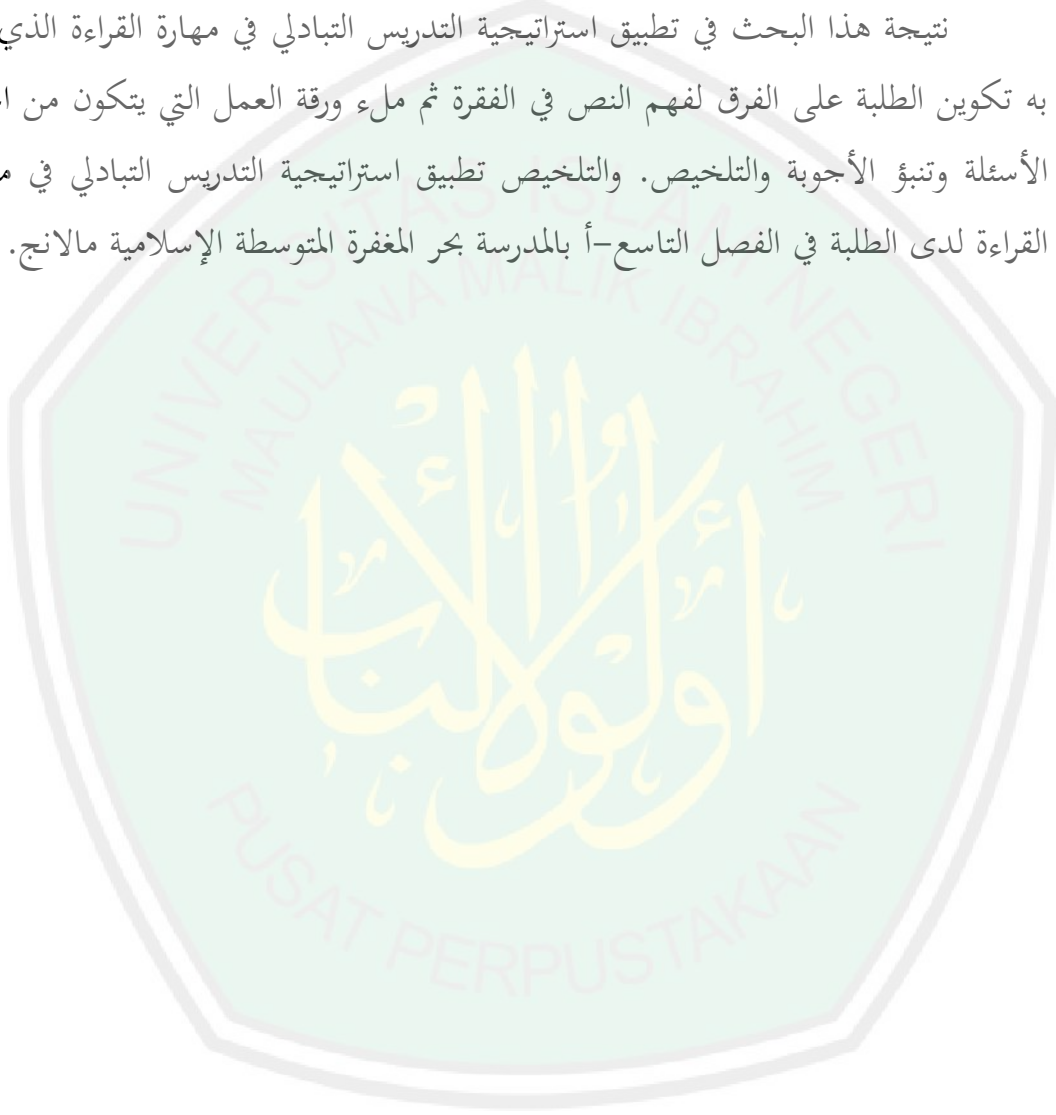 نتيجة هذا البحث في تطبيق استراتيجية التدريس التبادلي في مهارة القراءة الذي
به تكوين الطلبة على الفرق لفهم النص في الفقرة ثم ملء ورقة العمل التي يتكون من
الأسئلة وتنبؤ الأجوبة والتلخيص. والتلخيص تطبيق استراتيجية التدريس التبادلي في
القراءة لدى الطلبة في الفصل التاسع-أ بالمدرسة بحر المغفرة المتوسطة الإسلامية مالانج.
UNIVERSITAS ISLAM NEGERI
MAULANA MALIK IBRAHIM
أولوا الألباب
PUSAT PERPUSTAKAAN